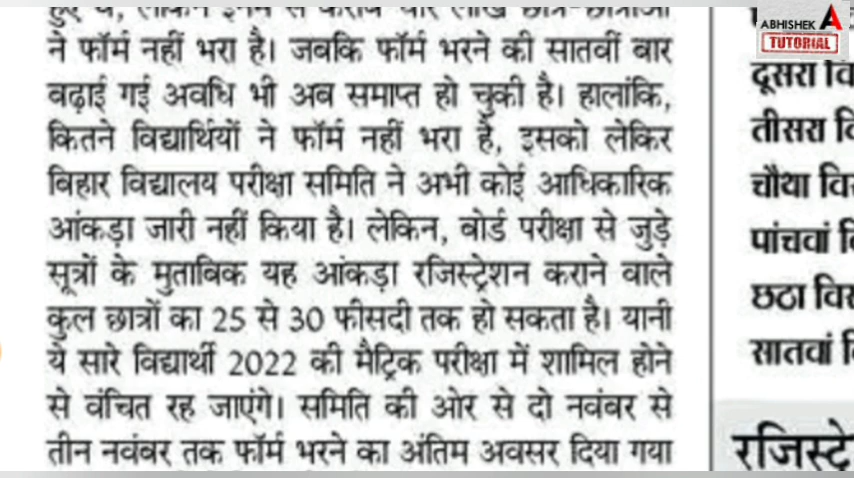 ने फॉर्म नहीं भरा है। जबकि फॉर्म भरने की सातवीं बार
बढ़ाई गई अवधि भी अब समाप्त हो चुकी है। हालांकि,
कितने विद्यार्थियों ने फॉर्म नहीं भरा है, इसको लेकर
बिहार विद्यालय परीक्षा समिति ने अभी कोई आधिकारिक
आंकड़ा जारी नहीं किया है। लेकिन, बोर्ड परीक्षा से जुड़े
सूत्रों के मुताबिक यह आंकड़ा रजिस्ट्रेशन कराने वाले
कुल छात्रों का 25 से 30 फीसदी तक हो सकता है। यानी
ये सारे विद्यार्थी 2022 की मैट्रिक परीक्षा में शामिल होने
से वंचित रह जाएंगे। समिति की ओर से दो नवंबर से
तीन नवंबर तक फॉर्म भरने का अंतिम अवसर दिया गया
ABHISHEK A
TUTORIAL
दूसरा
तीसरा
चौथा
पांचवां
छठा
सातवां